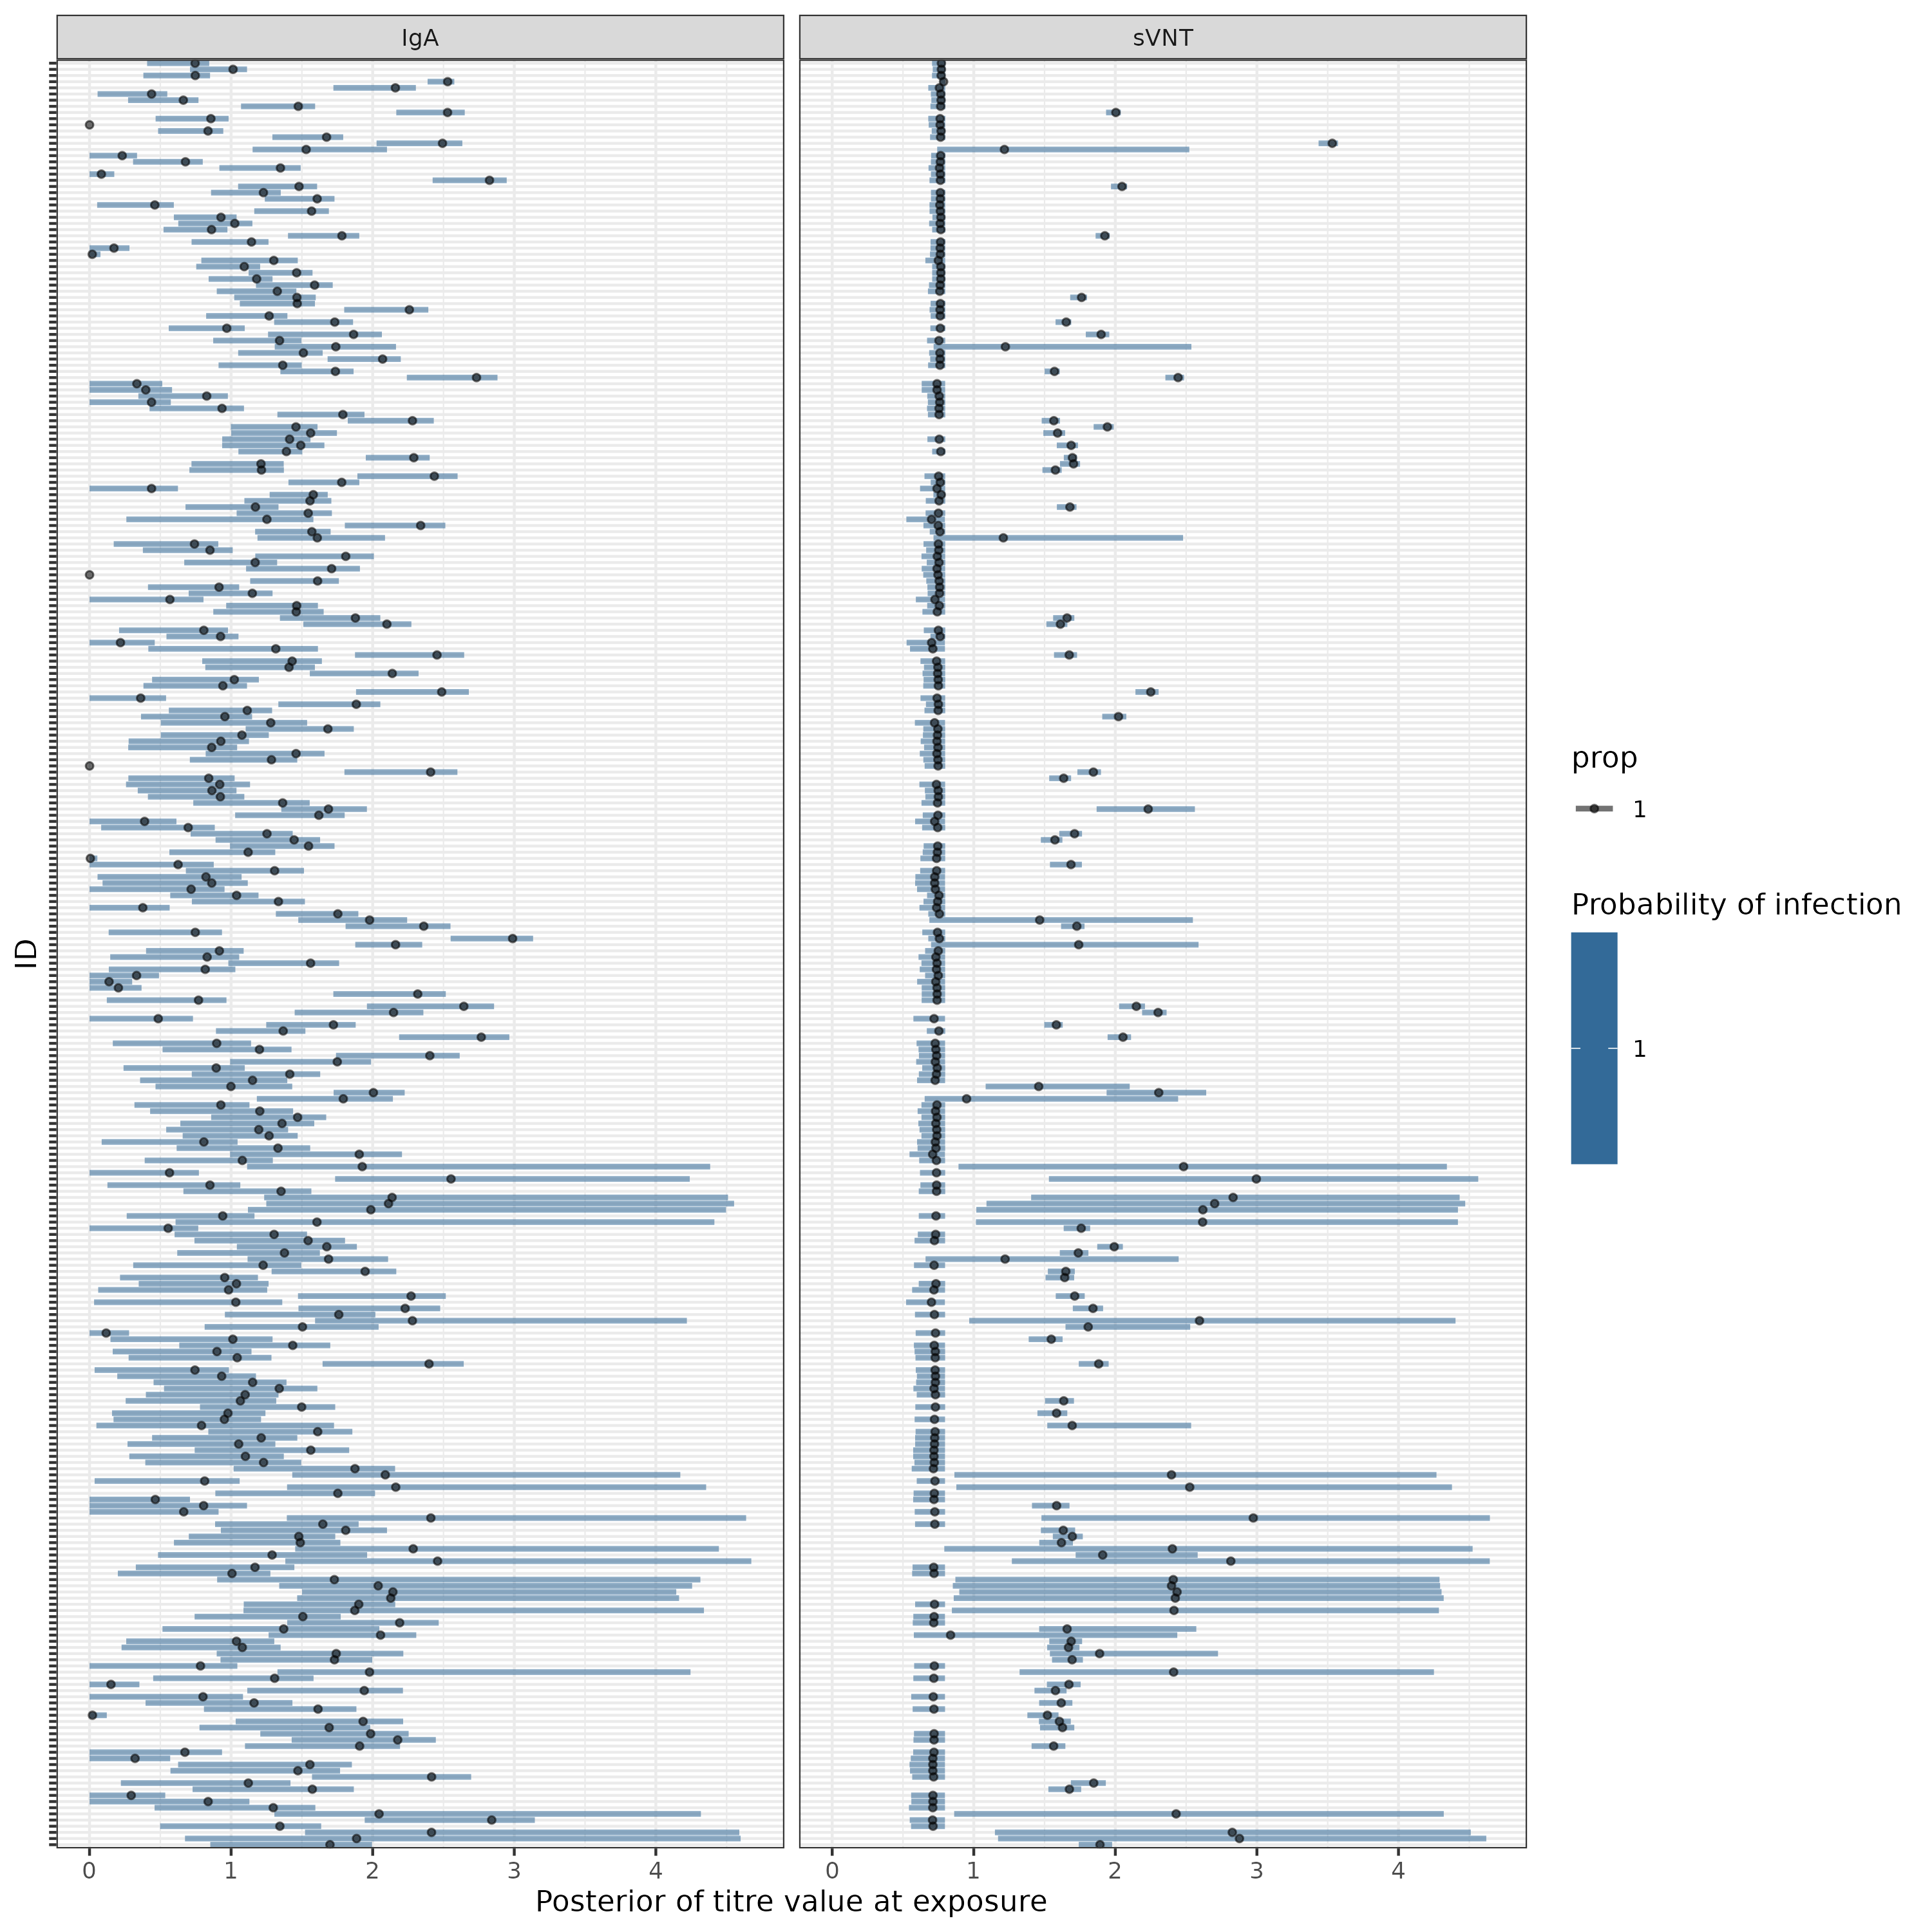 IgA
sVNT
ID
0 1 2 3 4
0 1 2 3 4
Posterior of titre value at exposure
prop
1
Probability of infection
1